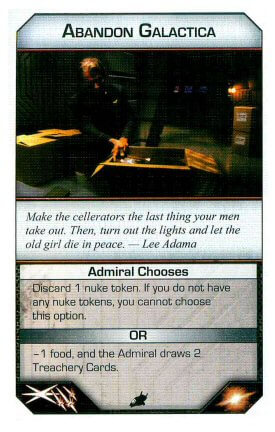 ABANDON GALACTICA
Make the cellerators the last thing your men
take out. Then, turn out the lights and let the
old girl die in peace. — Lee Adama
Admiral Chooses
Discard 1 nuke token. If you do not have
any nuke tokens, you cannot choose
this option.
OR
-1 food, and the Admiral draws 2
Treachery Cards.